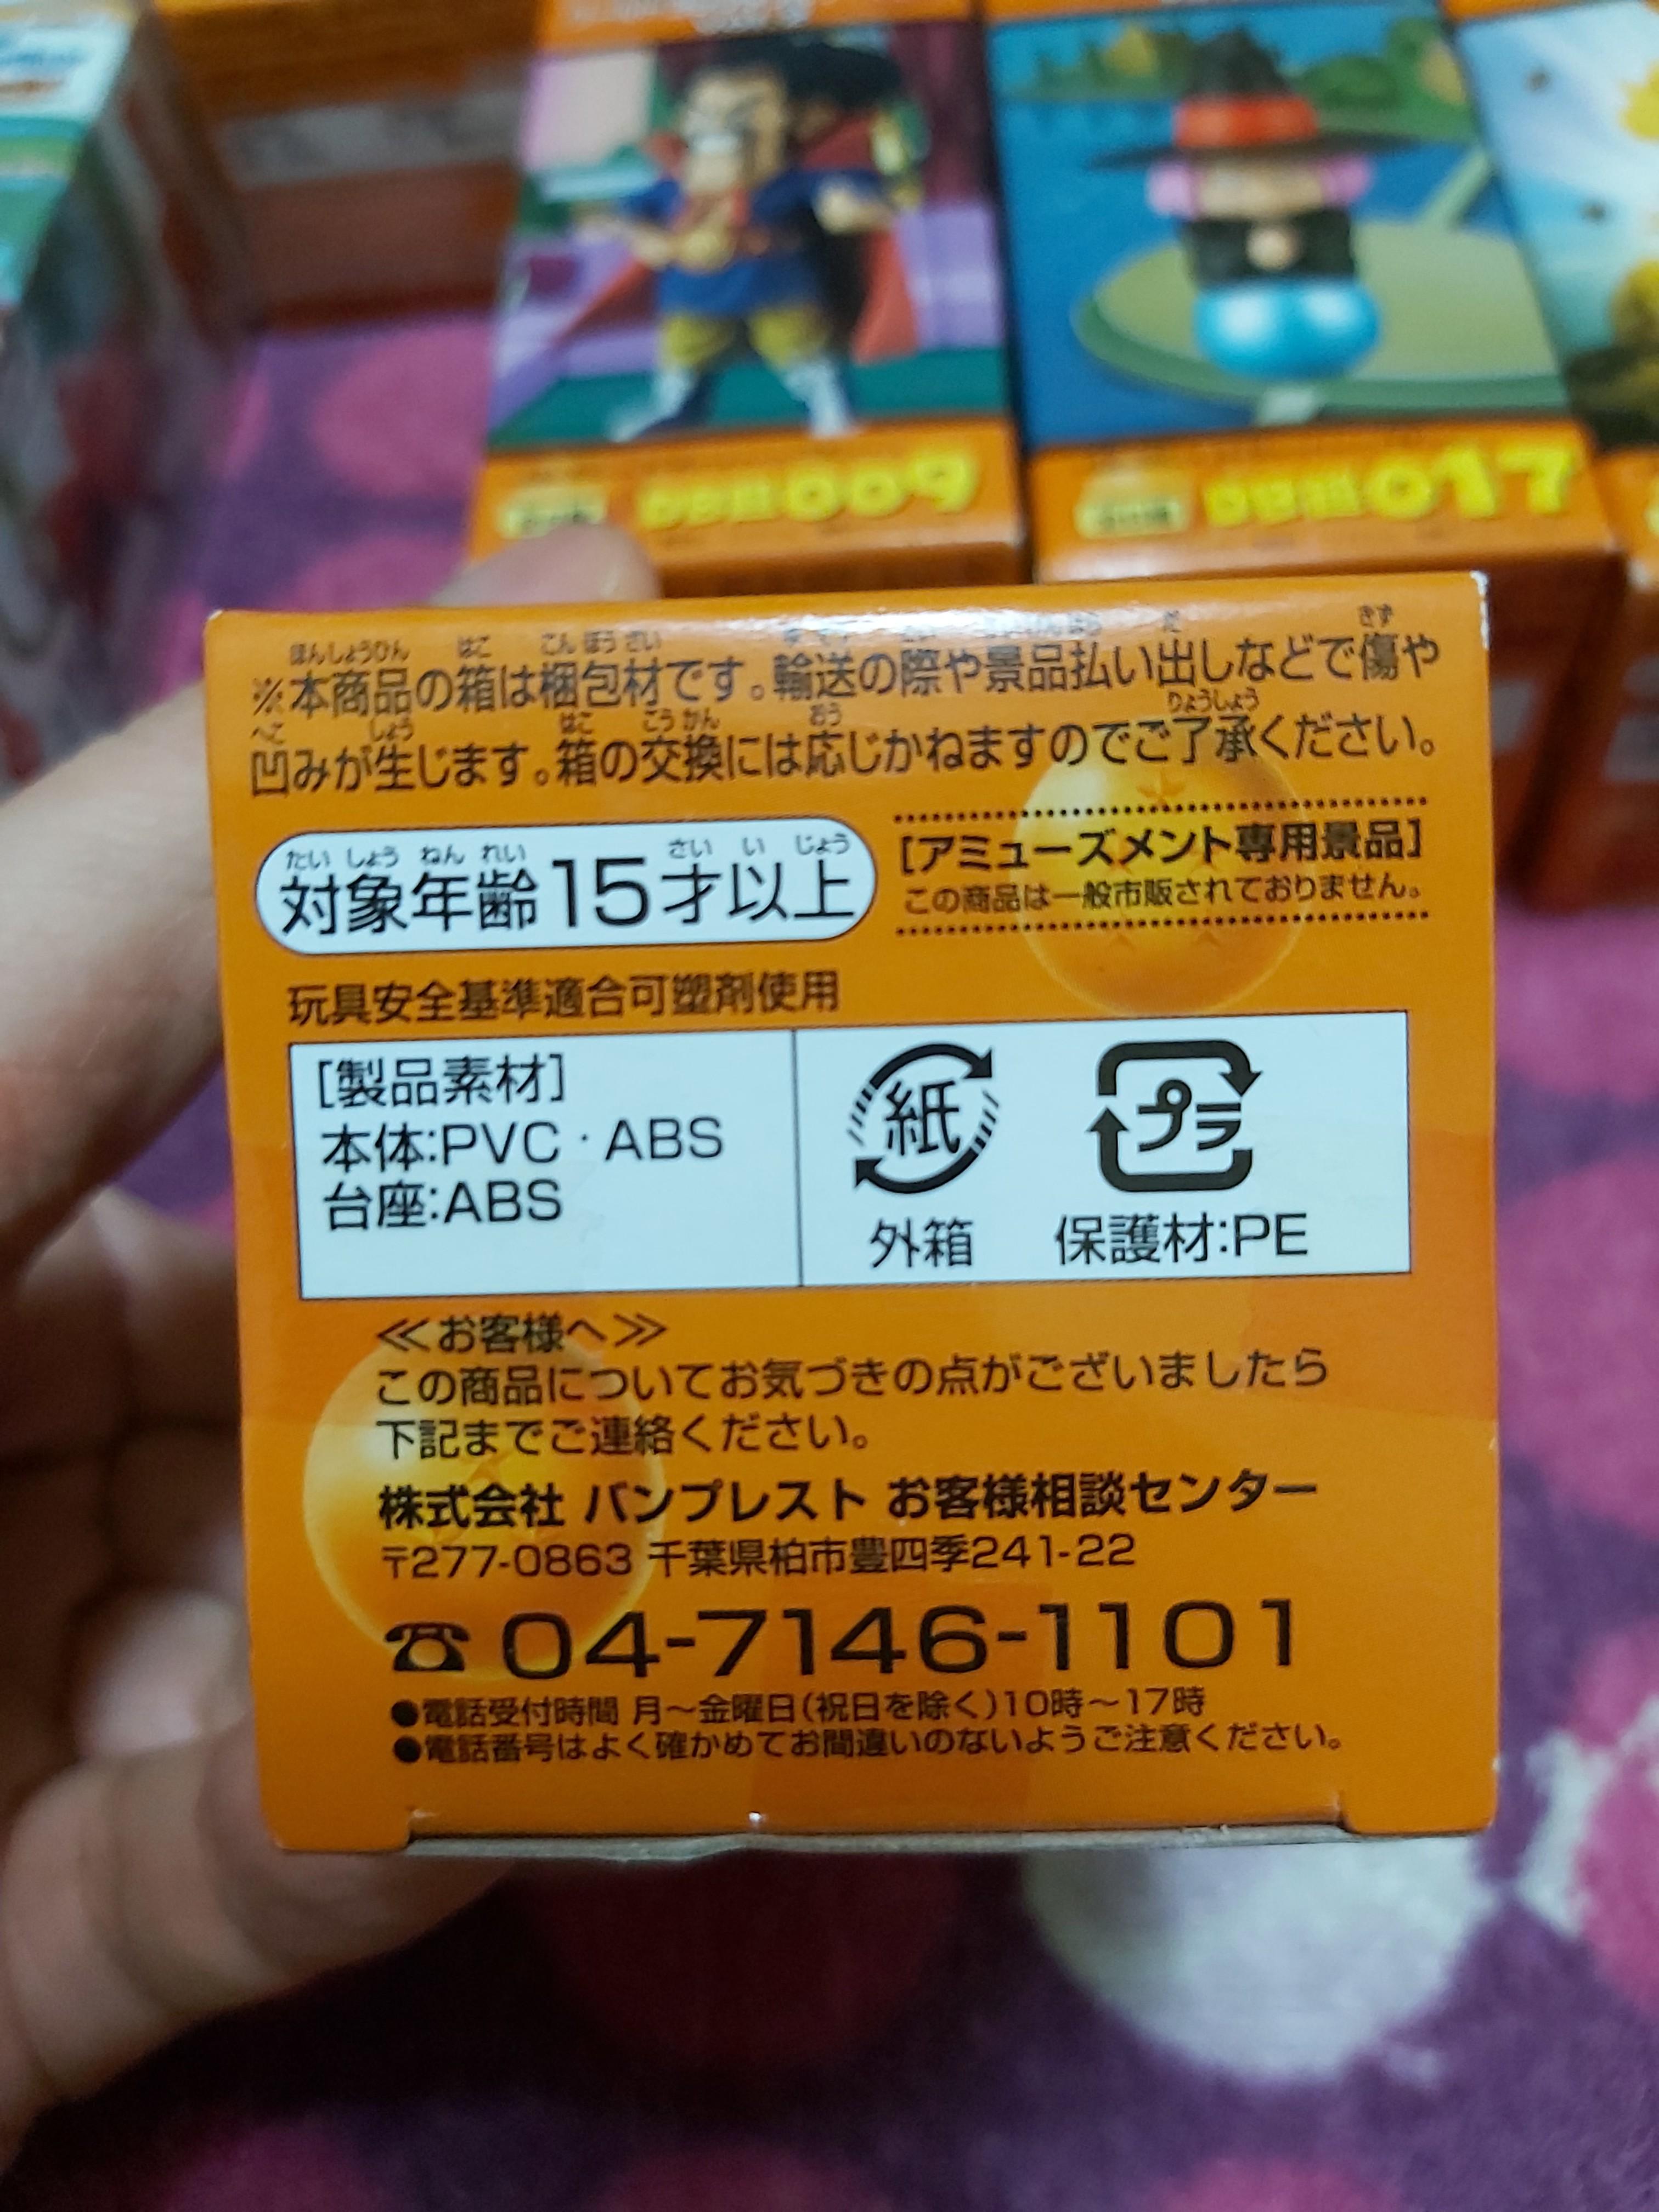 009
017
※本商品の箱は梱包材です。輸送の際や景品払い出しなどで傷や
凹みが生じます。箱の交換には応じかねますのでご了承ください。
対象年齢15才以上
[アミューズメント専用景品]
この商品は一般市販されておりません。
玩具安全基準適合可塑剤使用
[製品素材]
本体:PVC・ABS
台座:ABS
紙
外箱
プラ
保護材:PE
≪お客様へ≫
この商品についてお気づきの点がございましたら
下記までご連絡ください。
株式会社 バンプレスト お客様相談センター
〒277-0863 千葉県柏市豊四季241-22
☎04-7146-1101
●電話受付時間 月〜金曜日(祝日を除く)10時〜17時
●電話番号はよく確かめてお間違いのないようご注意ください。